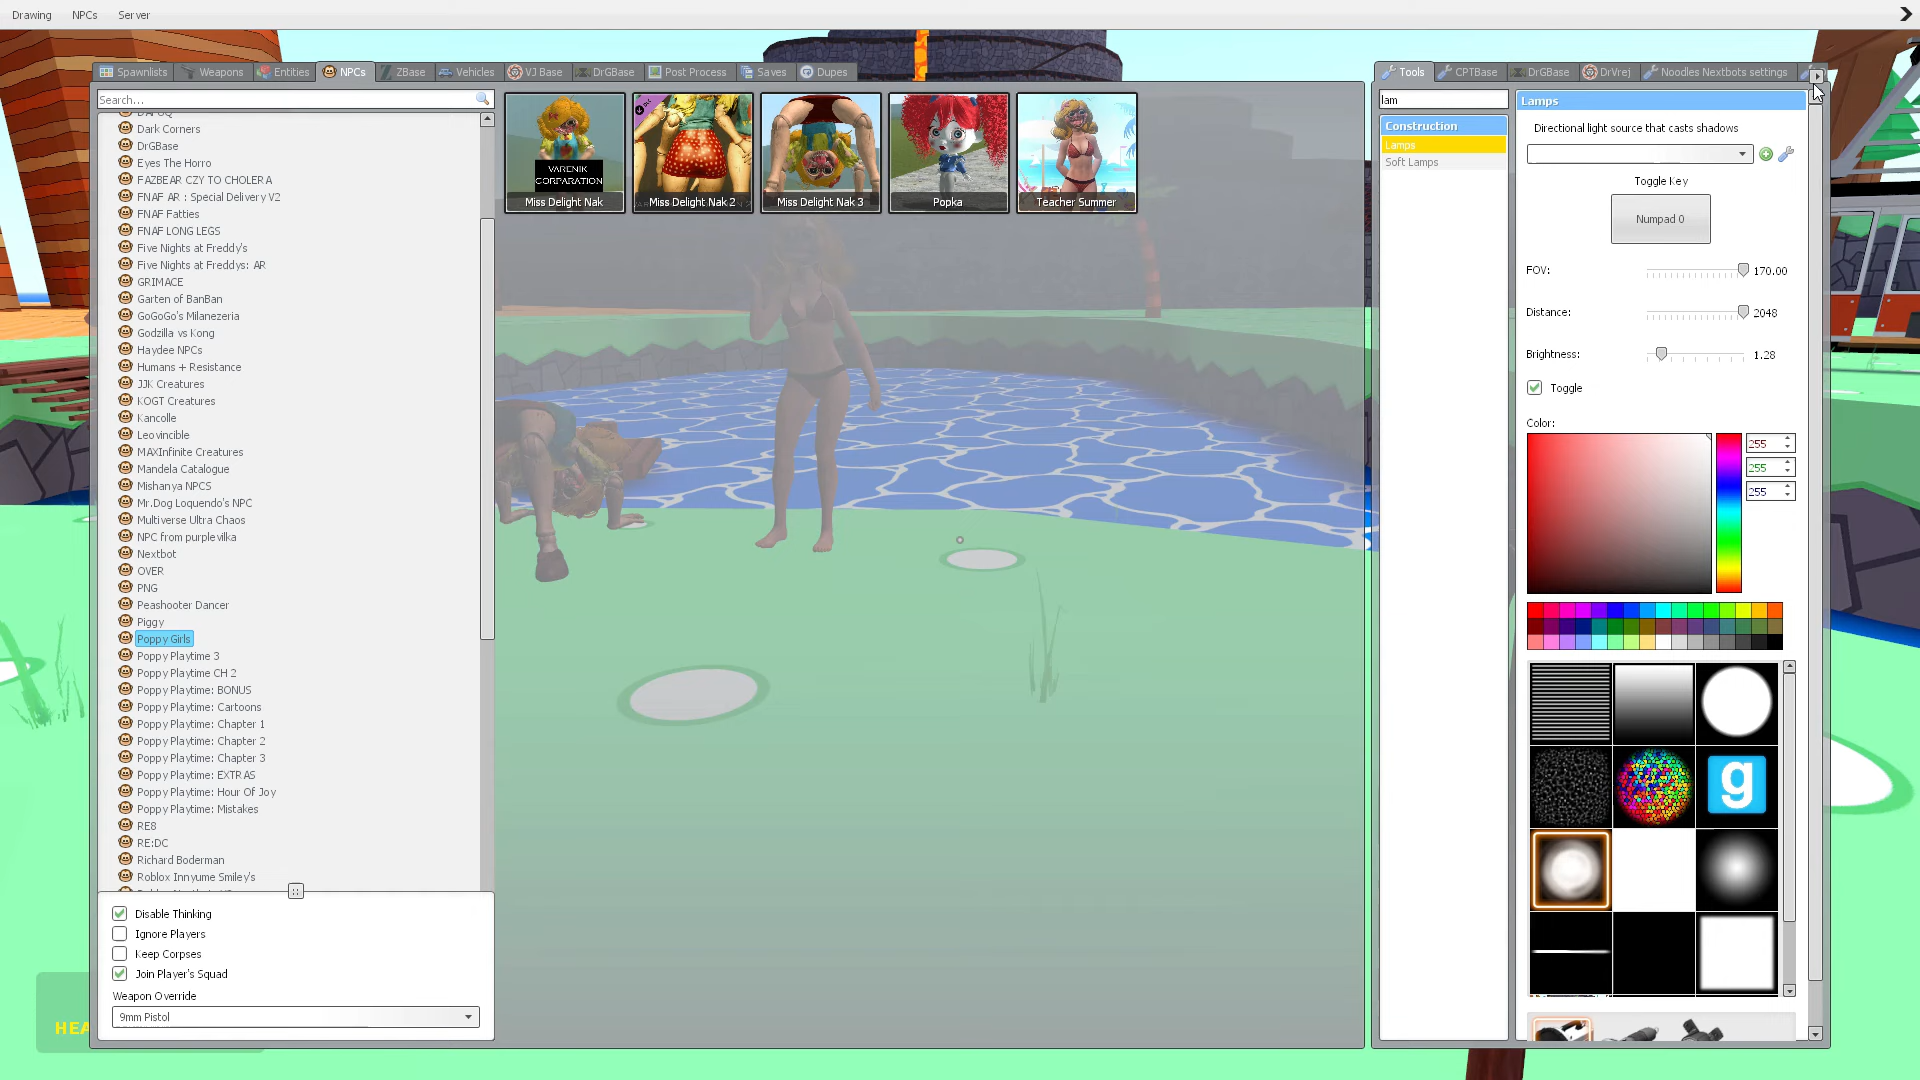 Drawing NPCs Server
Spawnlists Weapons Entities NPCs ZBase Vehicles VJ Base DrGBase Post Process Saves Dupes
Search...
Dark Corners
DrGBase
Eyes The Horro
FAZBEAR CZY TO CHOLERA
FNAF AR : Special Delivery V2
FNAF Fatties
FNAF LONG LEGS
Five Nights at Freddy's
Five Nights at Freddys: AR
GRIMACE
Garten of BanBan
GoGoGo's Milanezeria
Godzilla vs Kong
Haydee NPCs
Humans + Resistance
JJK Creatures
KOGT Creatures
Kancolle
Leovincible
MAXInfinite Creatures
Mandela Catalogue
Mishanya NPCS
Mr.Dog Loquendo's NPC
Multiverse Ultra Chaos
NPC from purplevilka
Nextbot
OVER
PNG
Peashooter Dancer
Piggy
Poppy Girls
Poppy Playtime 3
Poppy Playtime CH 2
Poppy Playtime: BONUS
Poppy Playtime: Cartoons
Poppy Playtime: Chapter 1
Poppy Playtime: Chapter 2
Poppy Playtime: Chapter 3
Poppy Playtime: EXTRAS
Poppy Playtime: Hour Of Joy
Poppy Playtime: Mistakes
RE8
RE:DC
Richard Boderman
Roblox Innyume Smiley's
Disable Thinking
Ignore Players
Keep Corpses
Join Player's Squad
Weapon Override
9mm Pistol
HEA
VARENIK
CORPARATION
Miss Delight Nak
Miss Delight Nak 2
Miss Delight Nak 3
Popka
Teacher Summer
Tools CPTBase DrGBase DrVrej Noodles Nextbots settings
lam
Construction
Lamps
Soft Lamps
Lamps
Directional light source that casts shadows
Toggle Key
Numpad 0
FOV: 170.00
Distance: 2048
Brightness: 1.28
Toggle
Color:
255
255
255
g